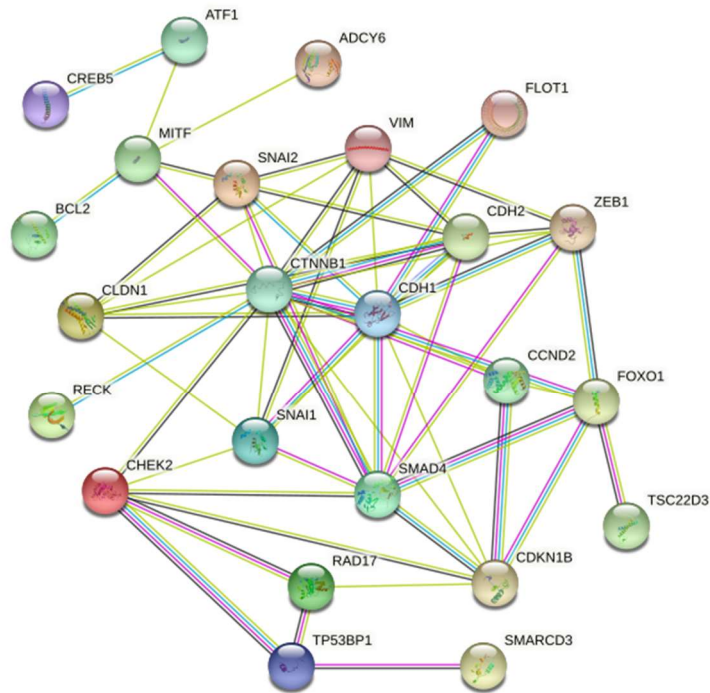 ATF1
ADCY6
CREB5
FLOT1
VIM
MITF
SNAI2
BCL2
ZEB1
CDH2
CTNNB1
CLDN1
CDH1
CCND2
RECK
FOXO1
SNAI1
CHEK2
SMAD4
TSC22D3
RAD17
CDKN1B
TP53BP1
SMARCD3